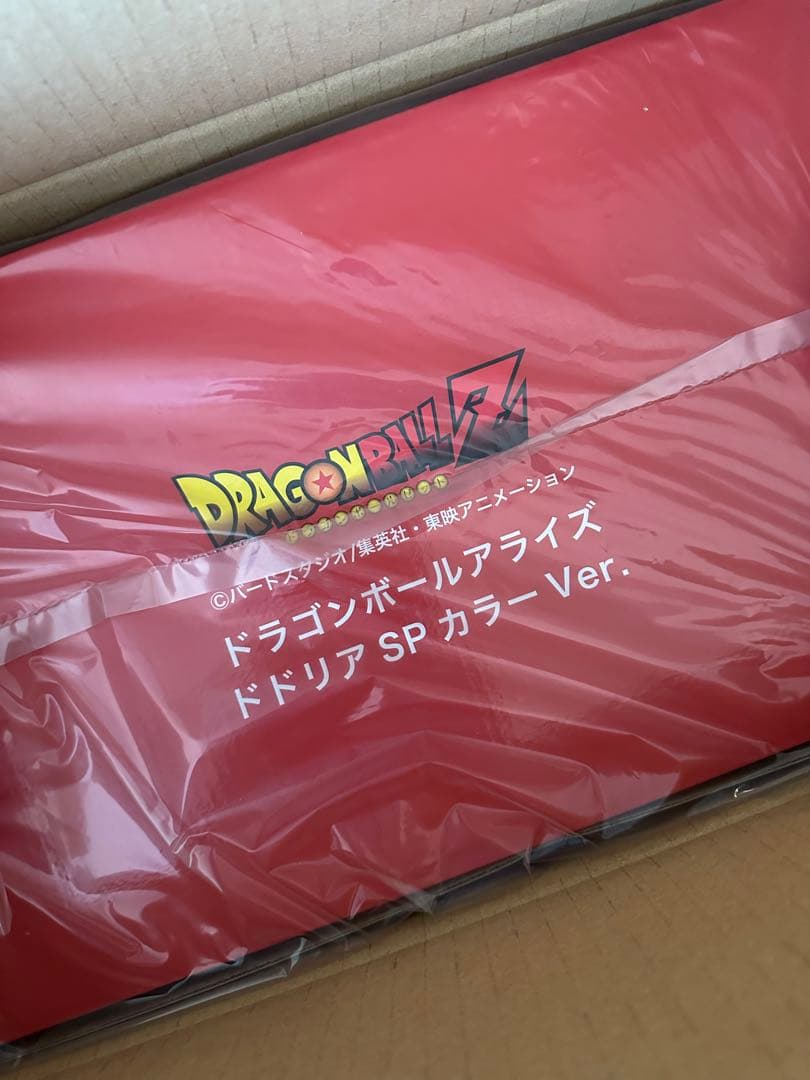 DRAGONBALL Z
ドラゴンボールゼット
©バードスタジオ/集英社・東映アニメーション
ドラゴンボールアライズ
ドドリア SP カラー Ver.